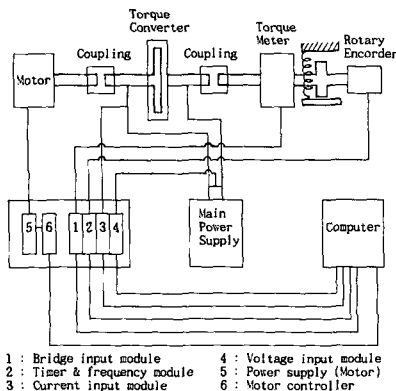 Torque
Converter
Torque
Meter
Rotary
Encorder
Coupling
Coupling
Motor
5
6
1
2
3
4
Main
Power
Supply
Computer
1 : Bridge input module
2 : Timer & frequency module
3 : Current input module
4 : Voltage input module
5 : Power supply (Motor)
6 : Motor controller